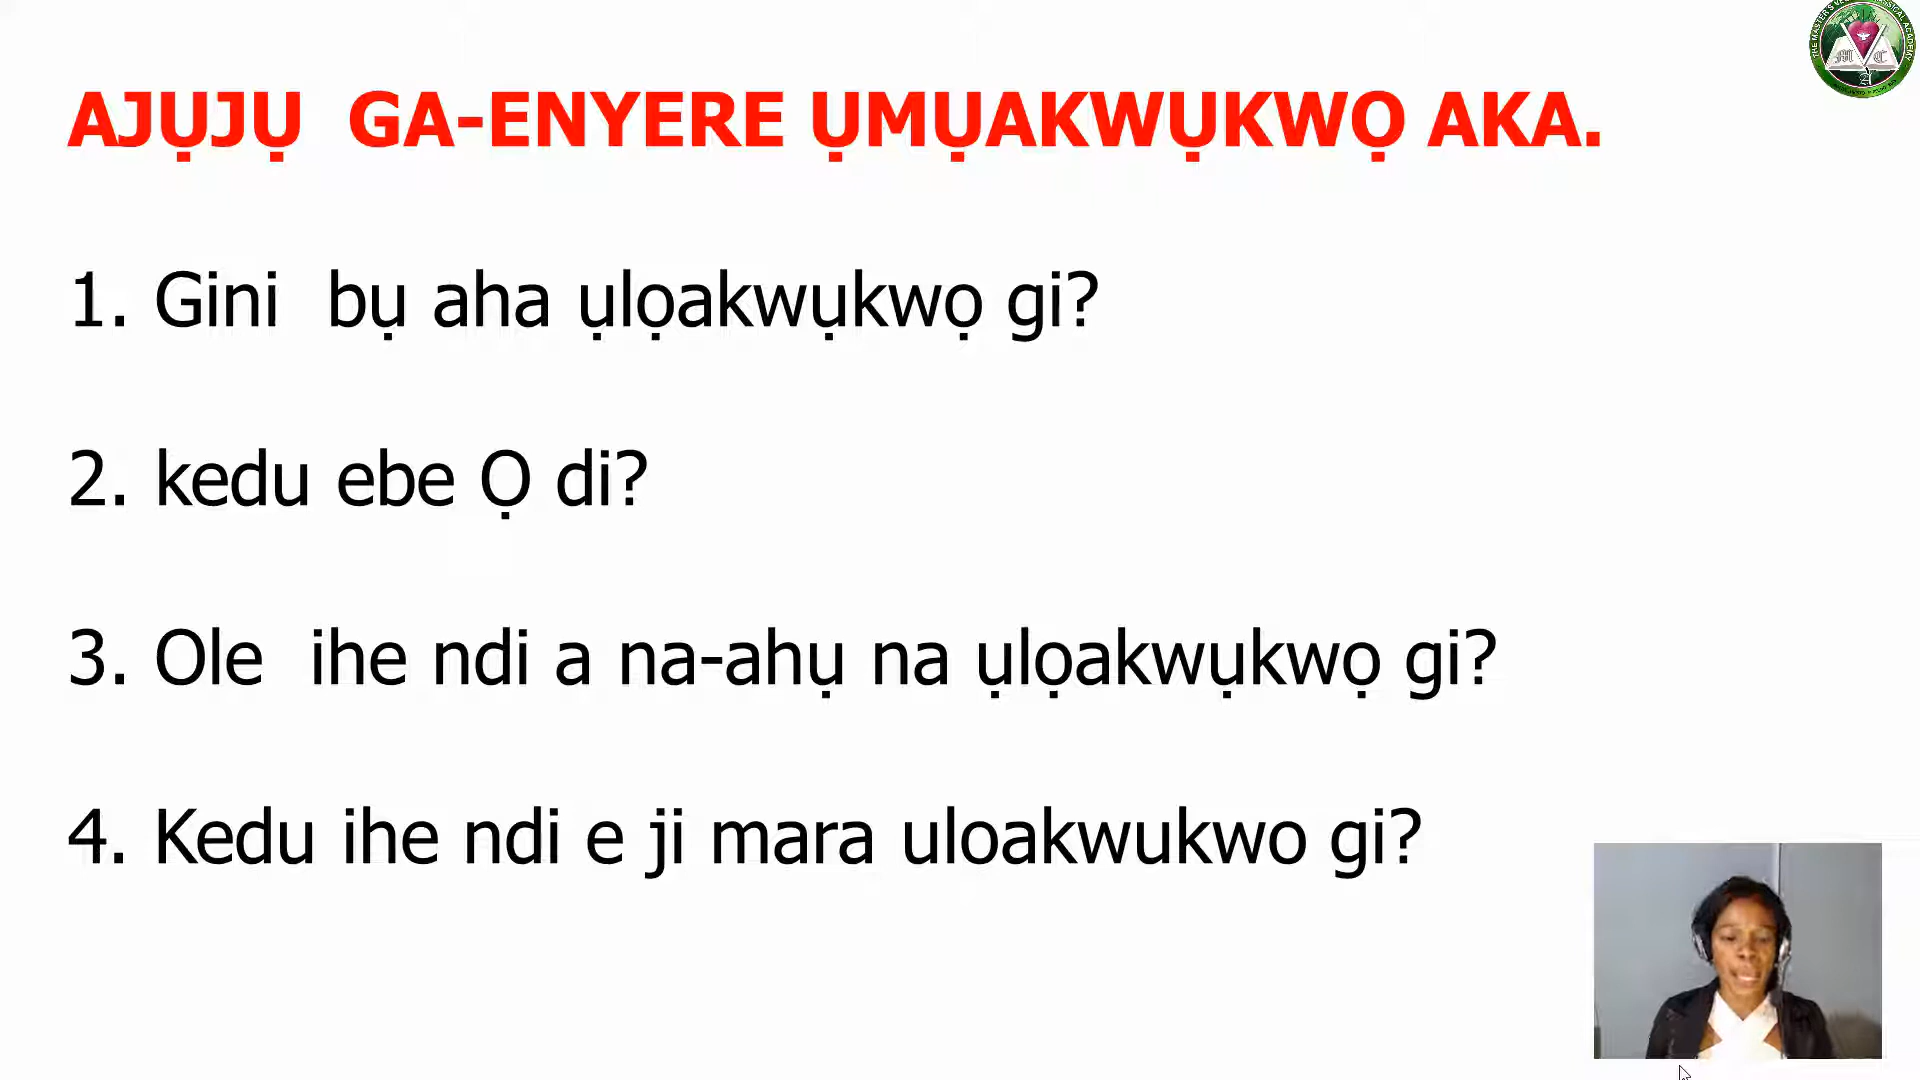 AJỤJỤ  GA-ENYERE ỤMỤAKWỤKWỌ AKA.
1. Gini  bụ aha ụlọakwụkwọ gi?
2. kedu ebe Ọ di?
3. Ole  ihe ndi a na-ahụ na ụlọakwụkwọ gi?
4. Kedu ihe ndi e ji mara uloakwukwo gi?